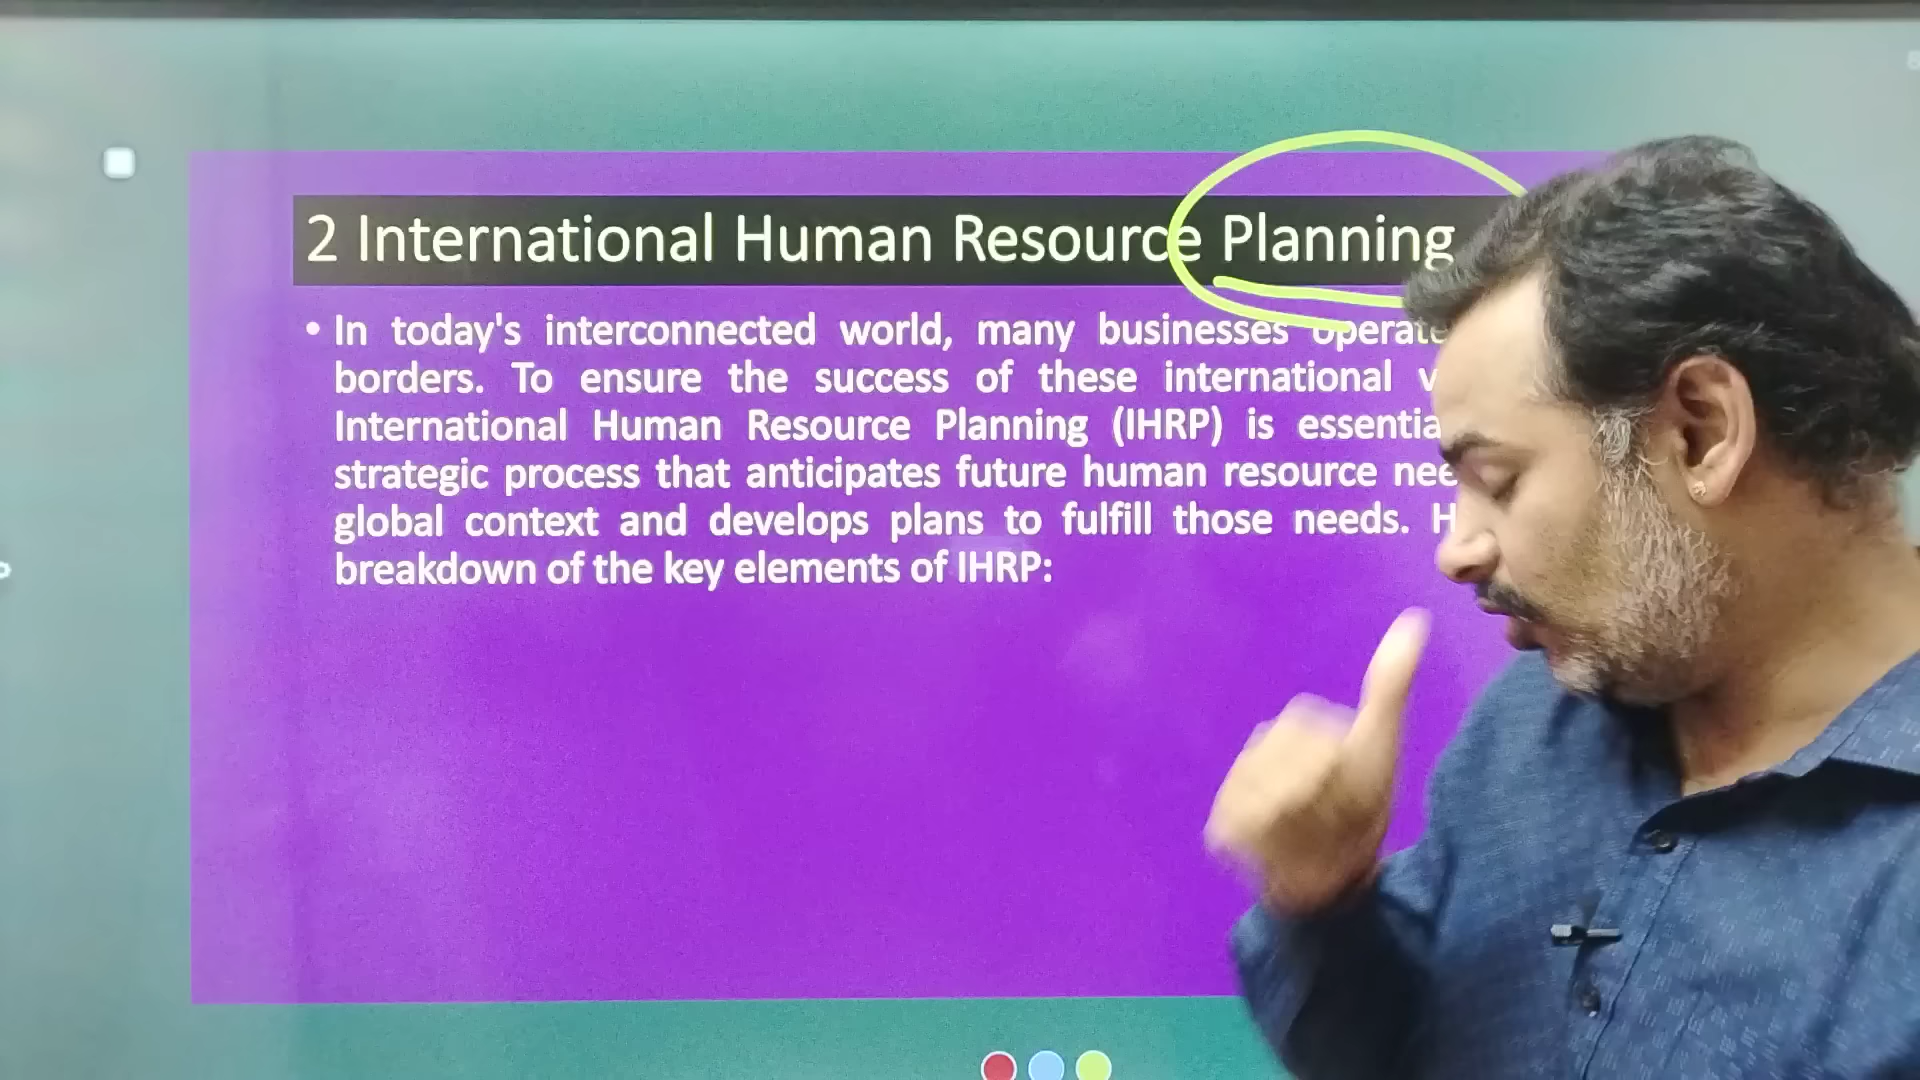 2 International Human Resource Planning
• In today's interconnected world, many businesses operate
borders. To ensure the success of these international
International Human Resource Planning (IHRP) is
strategic process that anticipates future human resource
global context and develops plans to fulfill those needs.
breakdown of the key elements of IHRP: